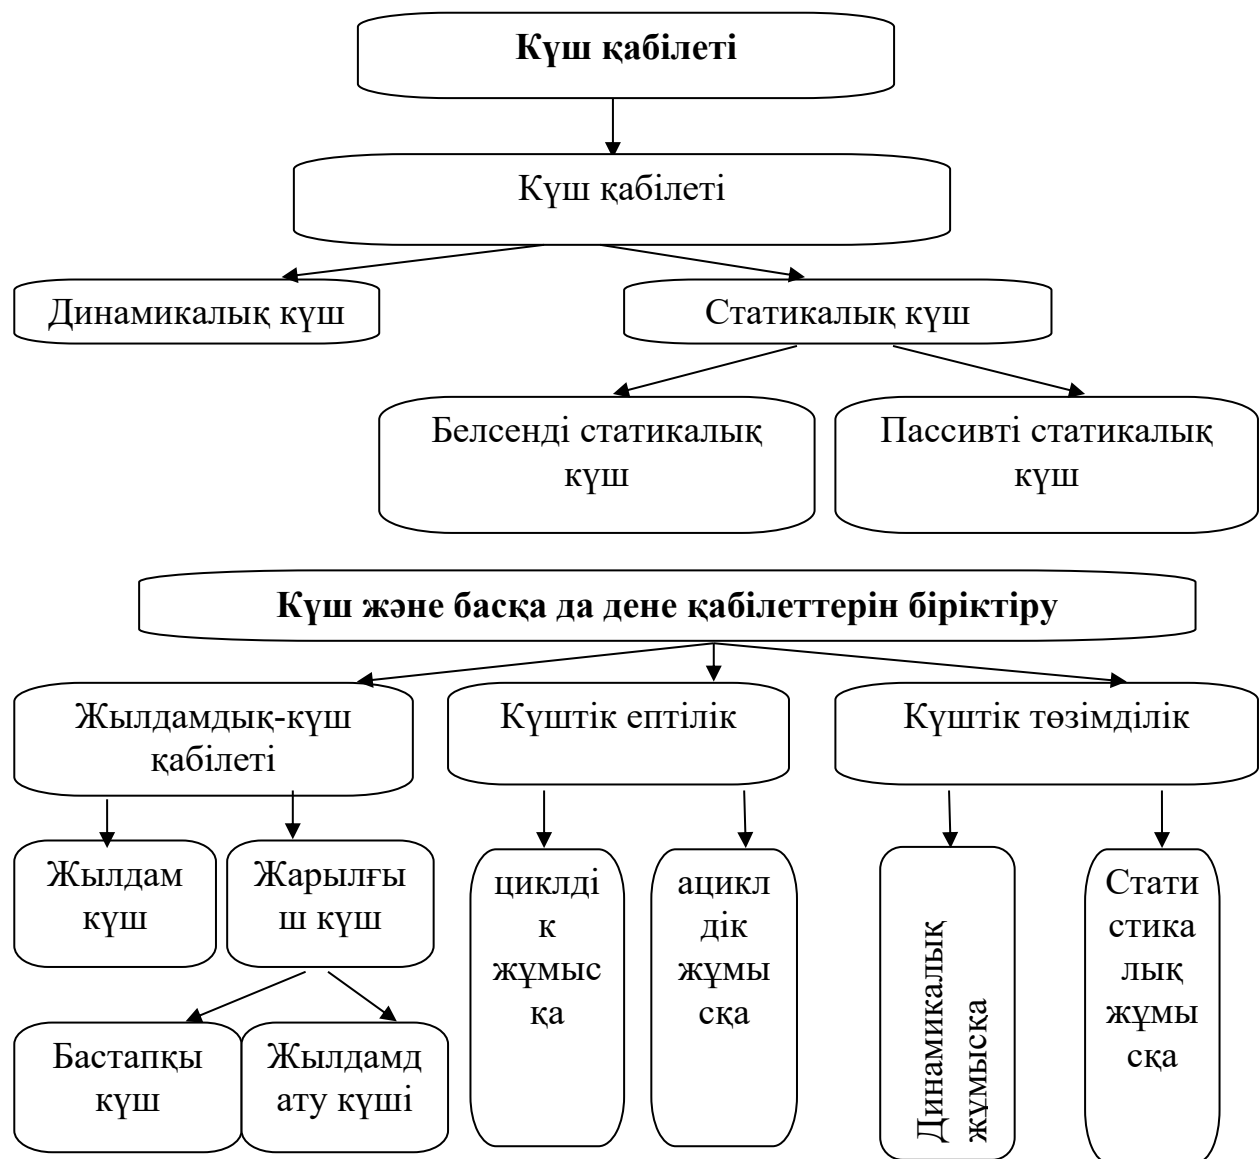 Күш қабілеті
Күш қабілеті
Динамикалық күш
Статикалық күш
Белсенді статикалық
күш
Пассивті статикалық
күш
Күш және басқа да дене қабілеттерін біріктіру
Жылдамдық-күш
қабілеті
Күштік ептілік
Күштік төзімділік
Жылдам
күш
Жарылғы
ш күш
циклді
к
жұмыс
қа
ацикл
дік
жұмы
сқа
Динамикалық
жұмысқа
Стати
стика
лық
жұмы
сқа
Бастапқы
күш
Жылдамд
ату күші